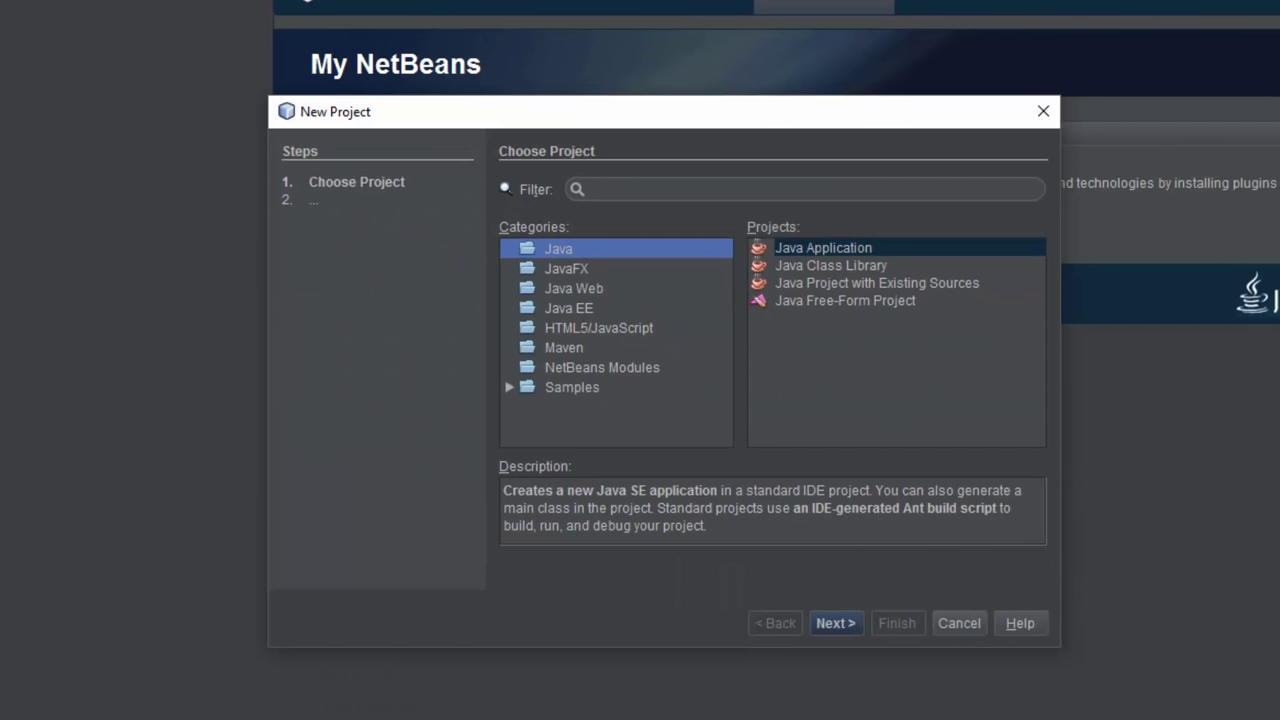 My NetBeans
New Project
Steps
1. Choose Project
2. ...
Choose Project
Filter:
Categories:
Java
JavaFX
Java Web
Java EE
HTML5/JavaScript
Maven
NetBeans Modules
Samples
Projects:
Java Application
Java Class Library
Java Project with Existing Sources
Java Free-Form Project
Description:
Creates a new Java SE application in a standard IDE project. You can also generate a
main class in the project. Standard projects use an IDE-generated Ant build script to
build, run, and debug your project.
< Back
Next >
Finish
Cancel
Help
technologies by installing plugins